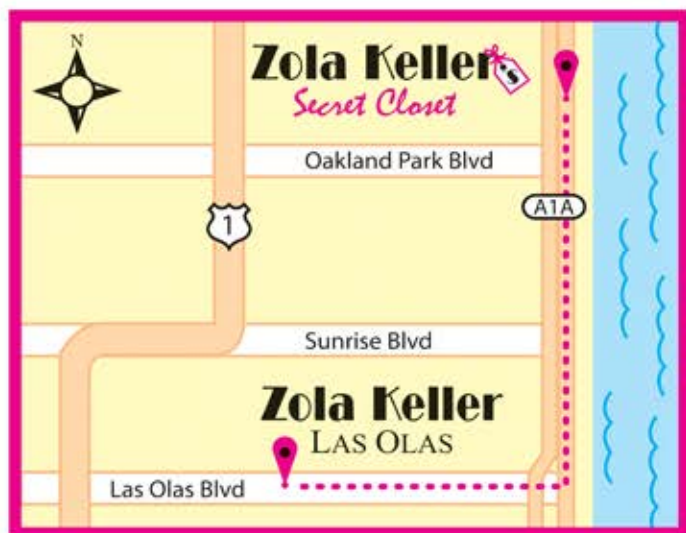 N
Zola Keller
$
Secret Closet
Oakland Park Blvd
A1A
1
Sunrise Blvd
Zola Keller
LAS OLAS
Las Olas Blvd